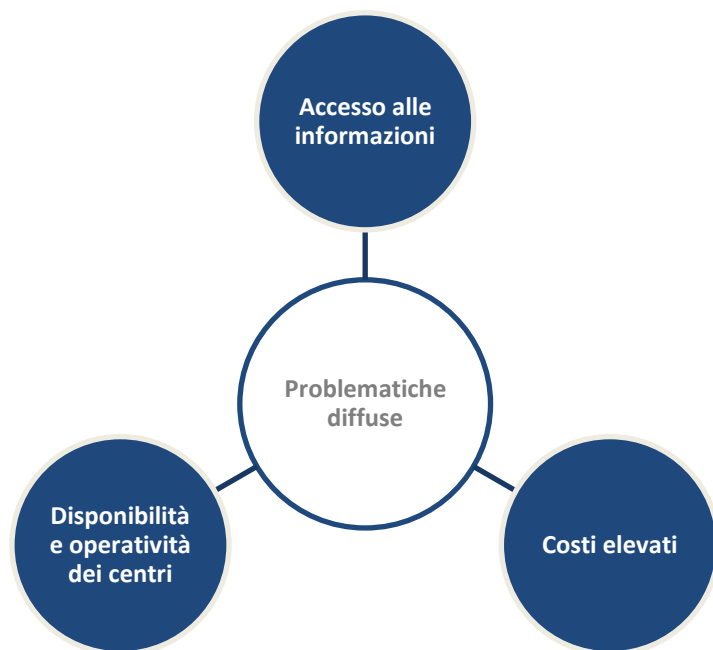 Accesso alle
informazioni
Problematiche
diffuse
Disponibilità
e operatività
dei centri
Costi elevati